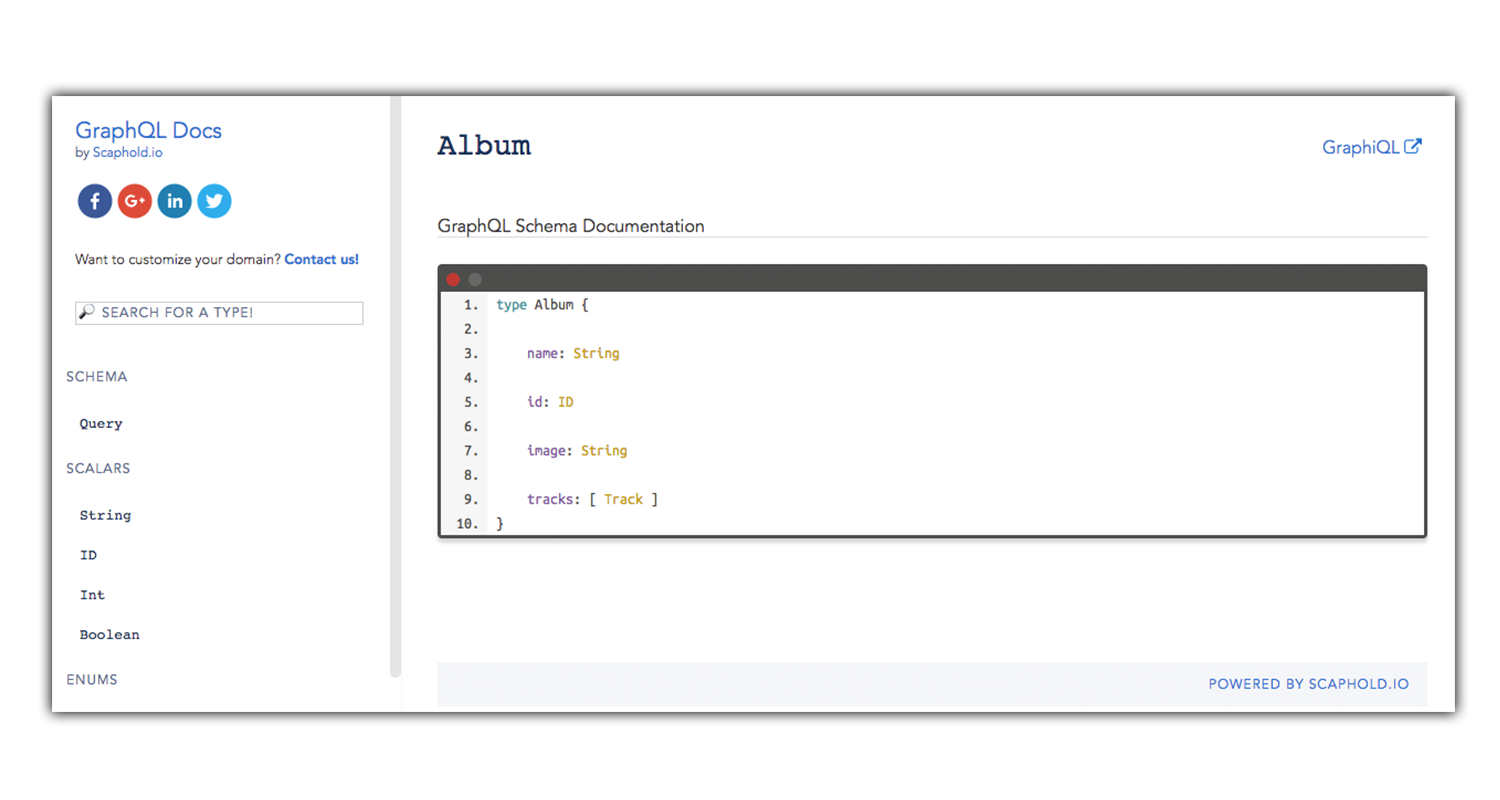 GraphQL Docs
by Scaphold.io
f G+ in
Want to customize your domain? Contact us!
SEARCH FOR A TYPE!
SCHEMA
Query
SCALARS
String
ID
Int
Boolean
ENUMS
Album
GraphiQL
GraphQL Schema Documentation
1. type Album {
2.
3. name: String
4.
5. id: ID
6.
7. image: String
8.
9. tracks: [ Track ]
10. }
POWERED BY SCAPHOLD.IO